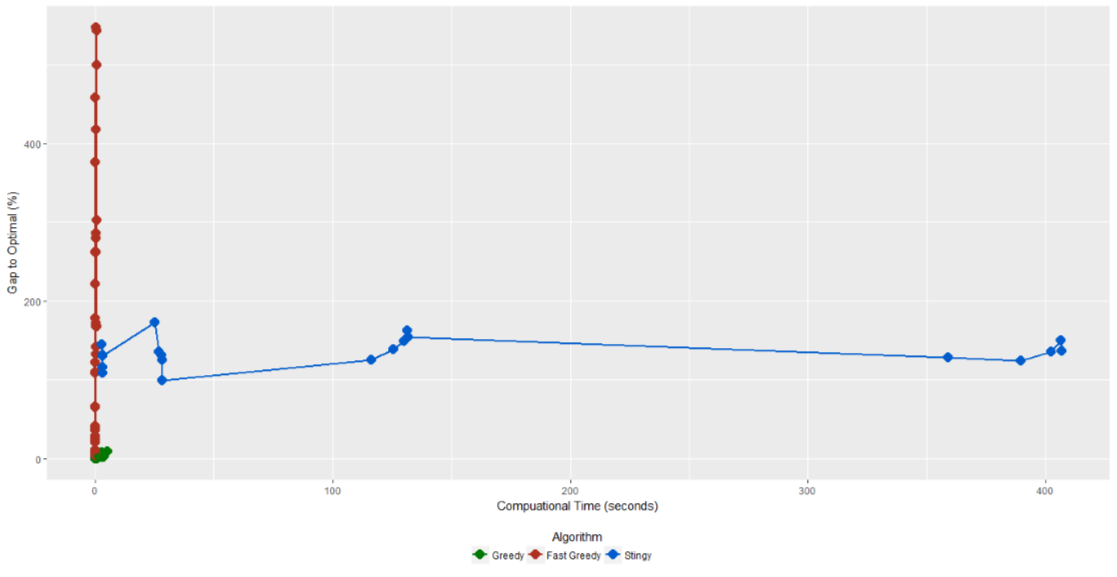 400
200
0
Gap to Optimal (%)
0 100 200 300 400
Compuational Time (seconds)
Algorithm
Greedy Fast Greedy Stingy